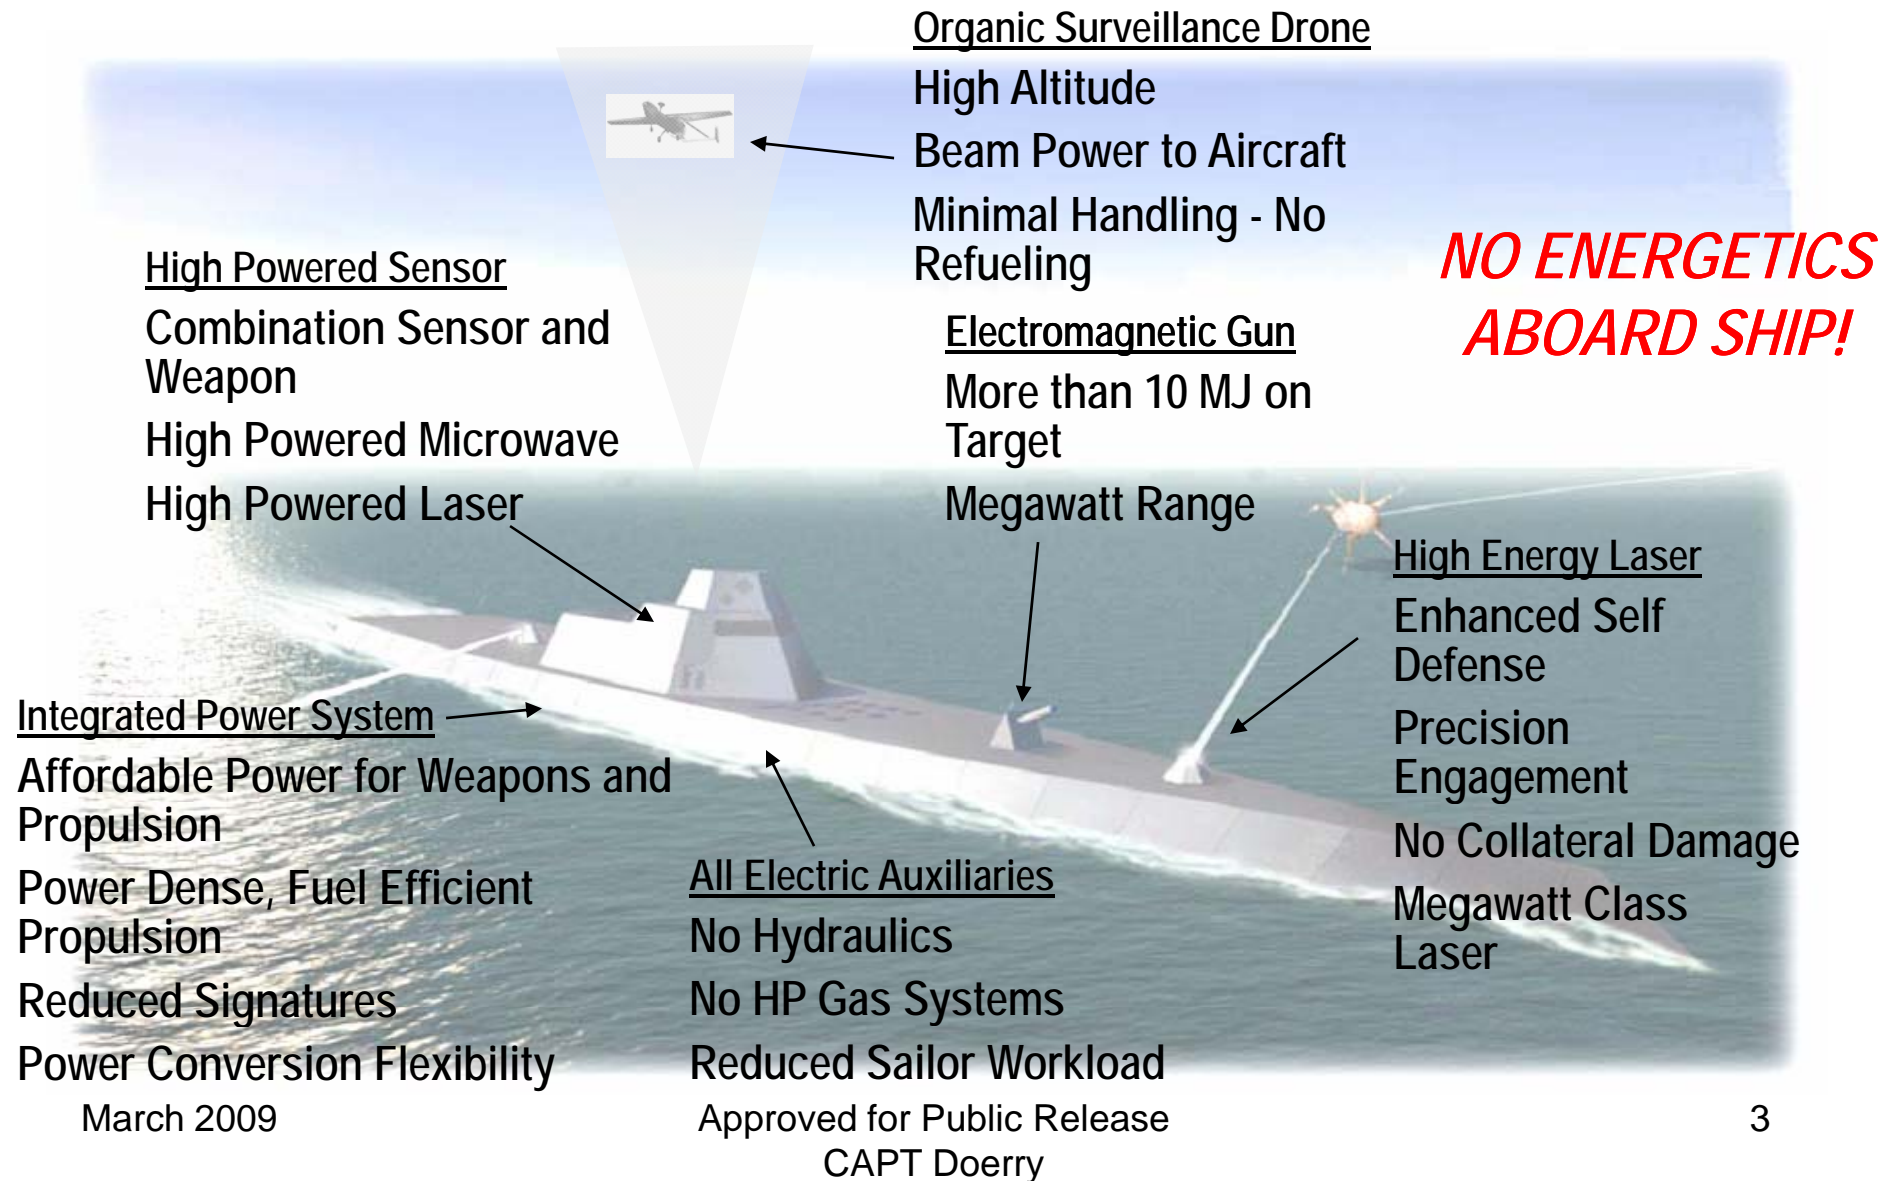 Organic Surveillance Drone
High Altitude
Beam Power to Aircraft
Minimal Handling - No
Refueling
NO ENERGETICS
ABOARD SHIP!
High Powered Sensor
Combination Sensor and
Weapon
High Powered Microwave
High Powered Laser
Electromagnetic Gun
More than 10 MJ on
Target
Megawatt Range
High Energy Laser
Enhanced Self
Defense
Precision
Engagement
No Collateral Damage
Megawatt Class
Laser
Integrated Power System
Affordable Power for Weapons and
Propulsion
Power Dense, Fuel Efficient
Propulsion
Reduced Signatures
Power Conversion Flexibility
All Electric Auxiliaries
No Hydraulics
No HP Gas Systems
Reduced Sailor Workload
March 2009
Approved for Public Release
CAPT Doerry
3